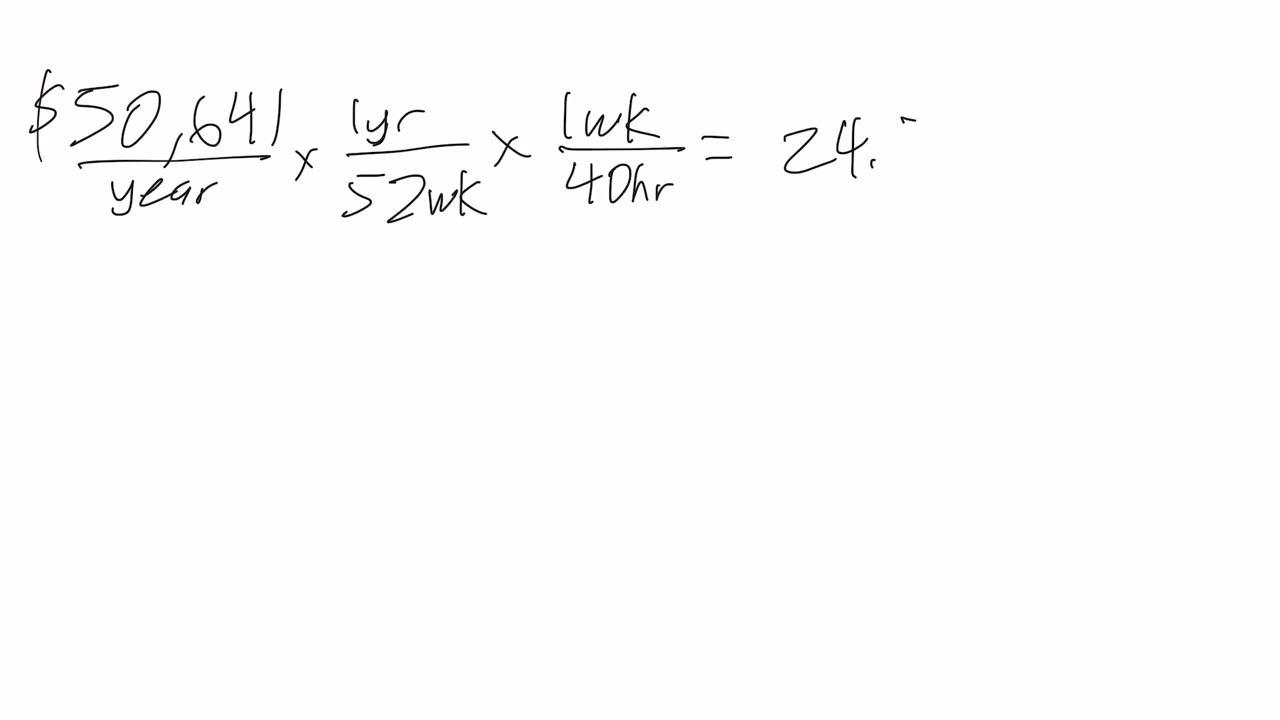 $50,641 / year × 1yr / 52wk × 1wk / 40hr = 24.